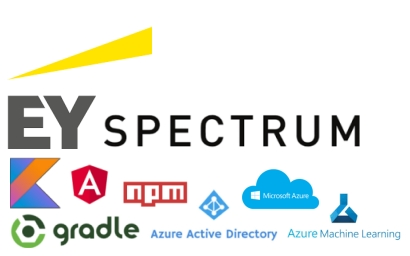 EY SPECTRUM
A
npm
Microsoft Azure
gradle
Azure Active Directory
Azure Machine Learning